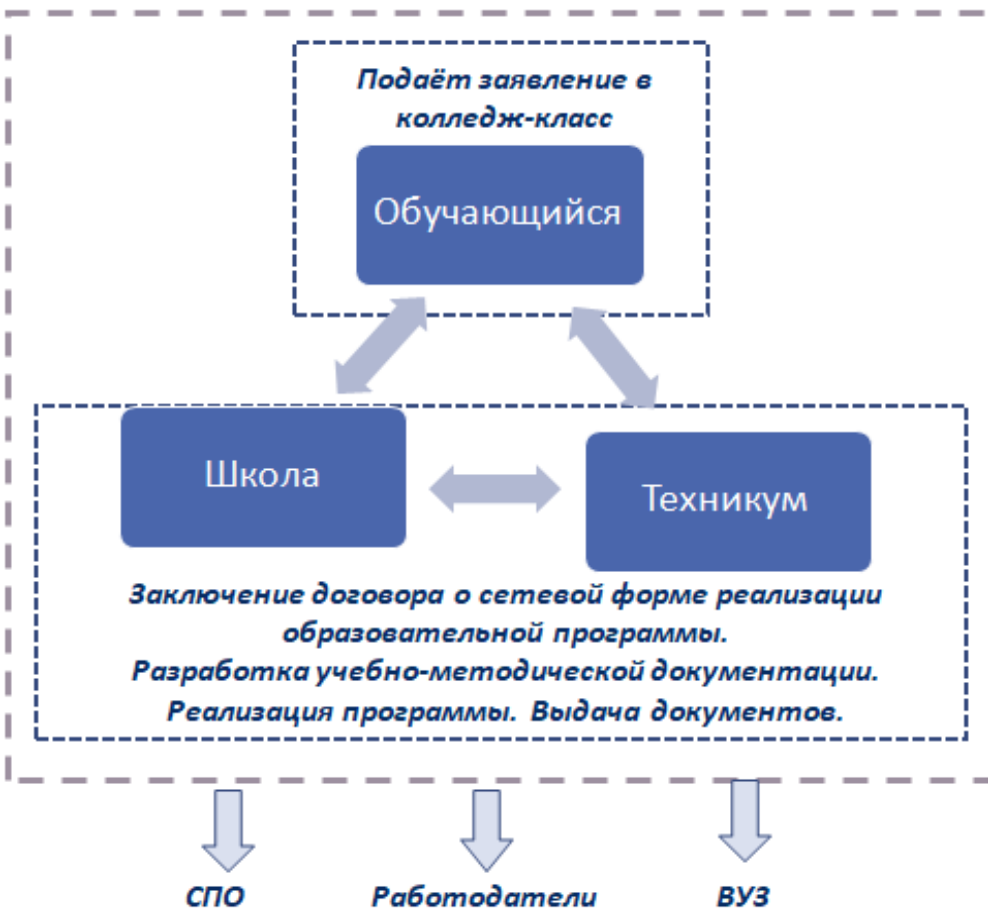 Подаёт заявление в
колледж-класс
Обучающийся
Школа
Техникум
Заключение договора о сетевой форме реализации
образовательной программы.
Разработка учебно-методической документации.
Реализация программы. Выдача документов.
СПО
Работодатели
ВУЗ